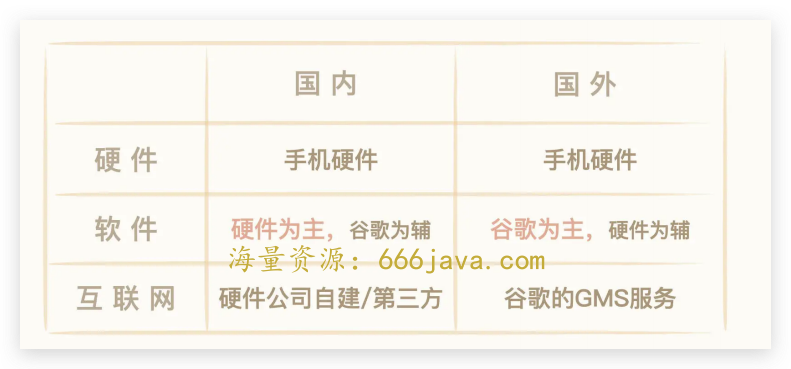 国内 国外
硬件 手机硬件 手机硬件
软件 硬件为主，谷歌为辅 谷歌为主，硬件为辅
海量资源：666java.com
互联网 硬件公司自建/第三方 谷歌的GMS服务